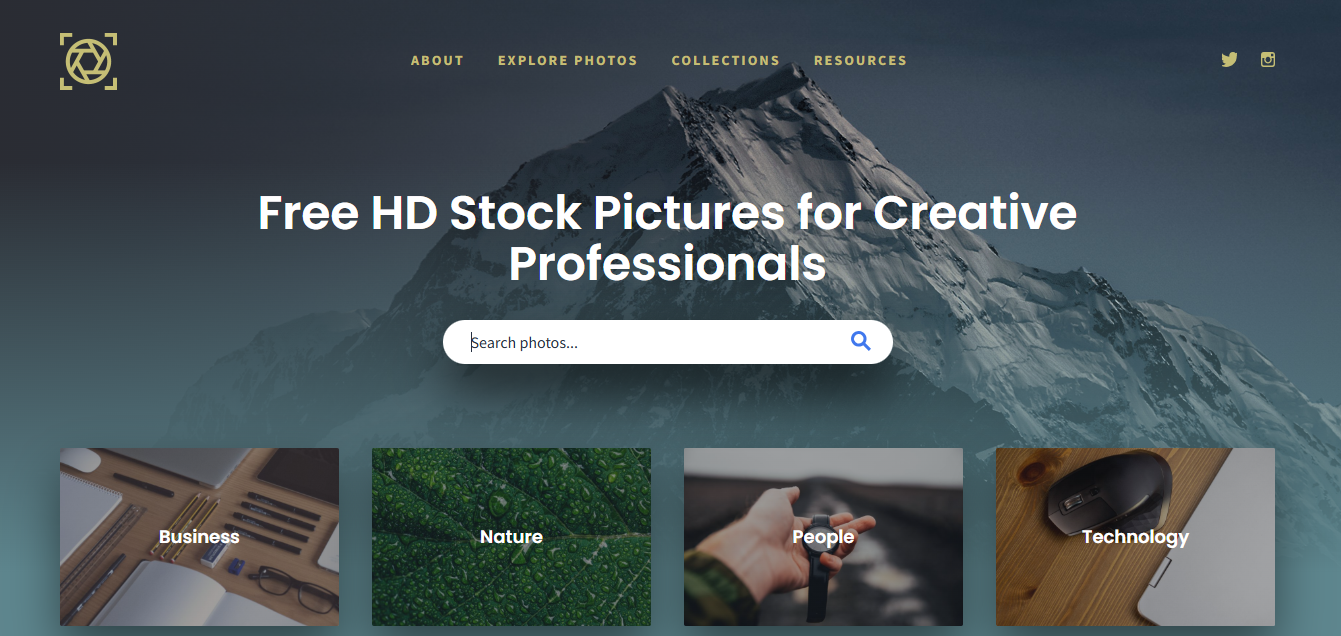 ABOUT EXPLORE PHOTOS COLLECTIONS RESOURCES
Free HD Stock Pictures for Creative
Professionals
Search photos...
Business Nature People Technology